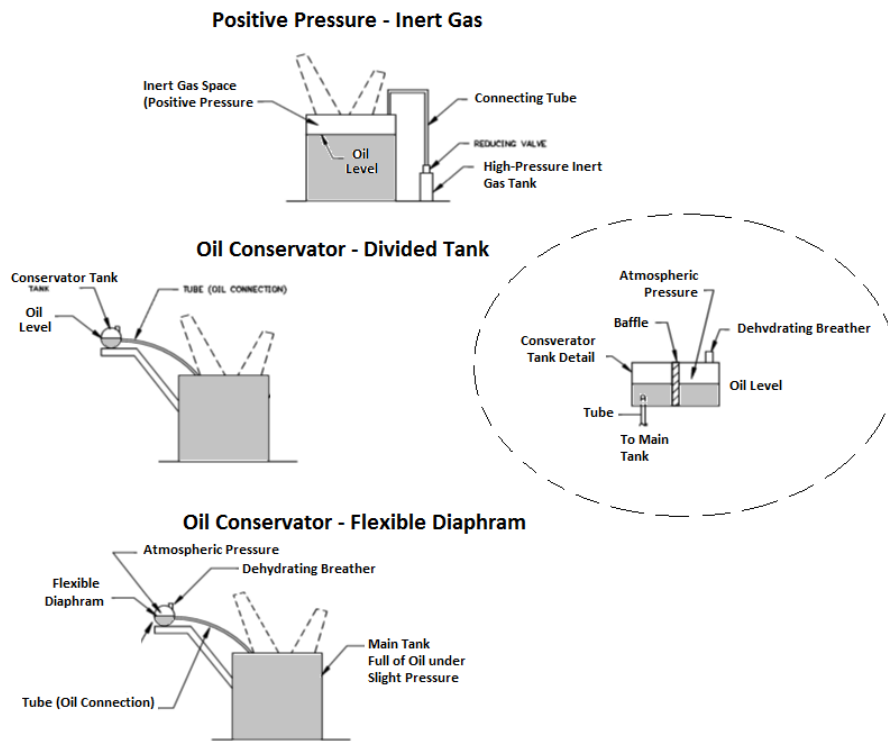 Positive Pressure - Inert Gas
Inert Gas Space
(Positive Pressure
Oil
Level
Connecting Tube
REDUCING VALVE
High-Pressure Inert
Gas Tank
Oil Conservator - Divided Tank
Conservator Tank
TANK
Oil
Level
TUBE (OIL CONNECTION)
Atmospheric
Pressure
Baffle
Dehvdrating Breather
Consverator
Tank Detail
Oil Level
Tube
To Main
Tank
Oil Conservator - Flexible Diaphram
Atmospheric Pressure
Dehydrating Breather
Flexible
Diaphram
Main Tank
Full of Oil under
Slight Pressure
Tube (Oil Connection)